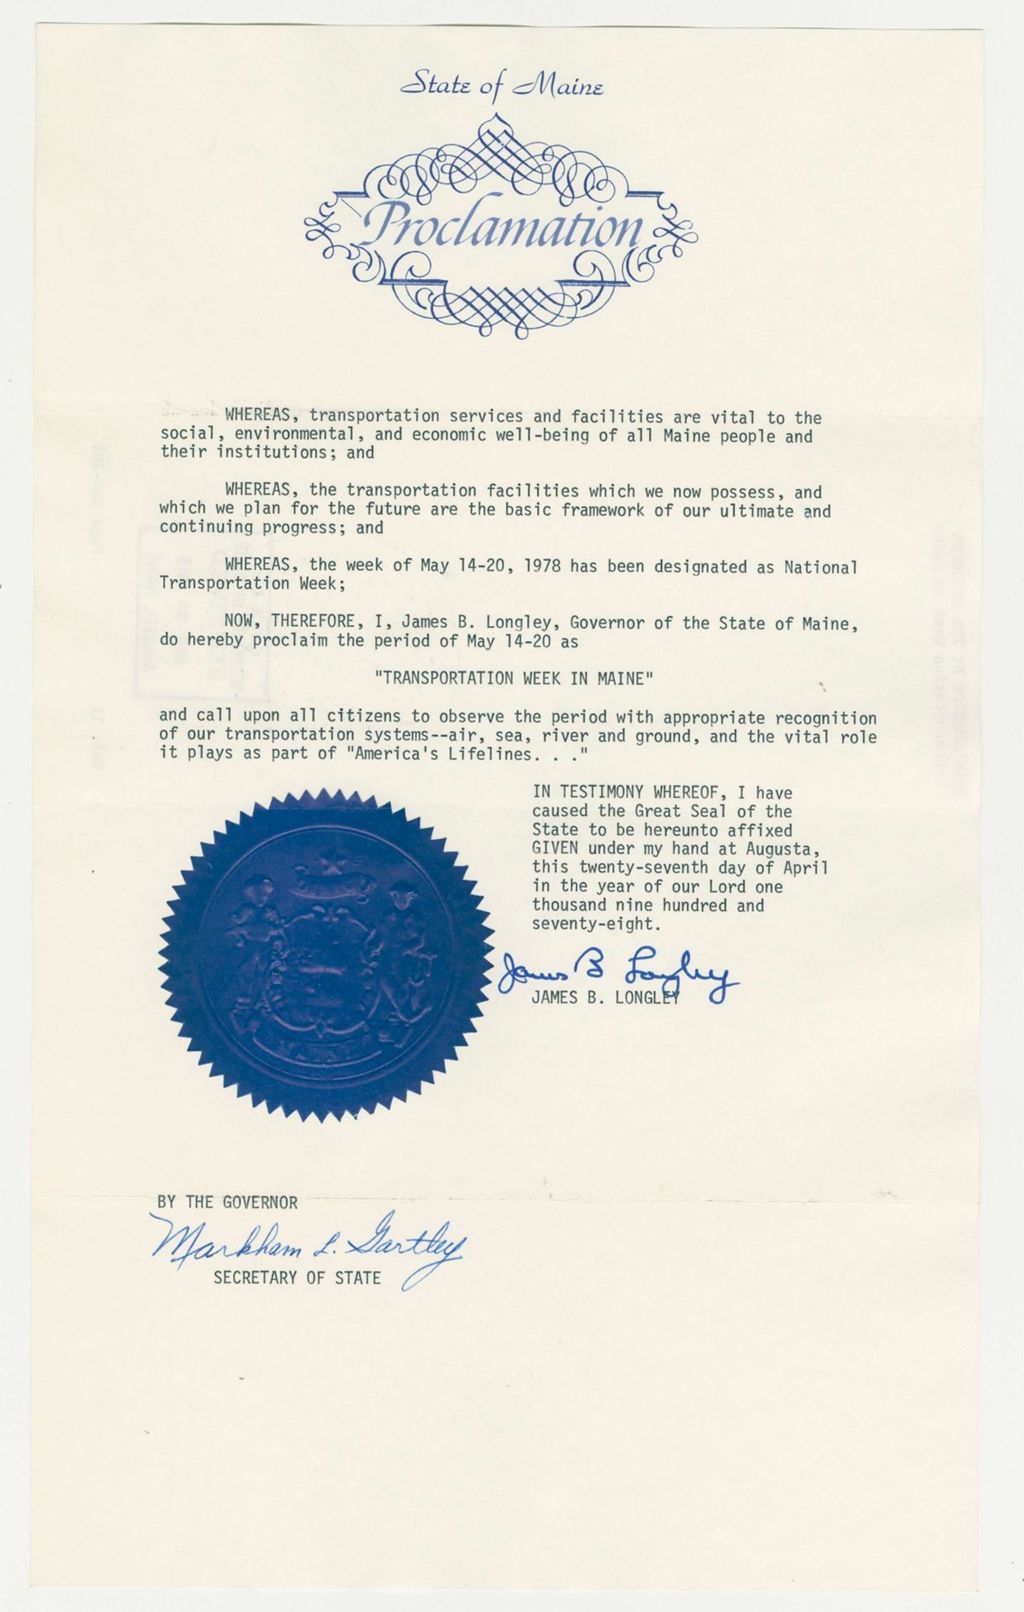 State of Maine
Proclamation
WHEREAS, transportation services and facilities are vital to the
social, environmental, and economic well-being of all Maine people and
their institutions; and
WHEREAS, the transportation facilities which we now possess, and
which we plan for the future are the basic framework of our ultimate and
continuing progress; and
WHEREAS, the week of May 14-20, 1978 has been designated as National
Transportation Week;
NOW, THEREFORE, I, James B. Longley, Governor of the State of Maine,
do hereby proclaim the period of May 14-20 as
"TRANSPORTATION WEEK IN MAINE"
and call upon all citizens to observe the period with appropriate recognition
of our transportation systems--air, sea, river and ground, and the vital role
it plays as part of "America's Lifelines. . ."
IN TESTIMONY WHEREOF, I have
caused the Great Seal of the
State to be hereunto affixed
GIVEN under my hand at Augusta,
this twenty-seventh day of April
in the year of our Lord one
thousand nine hundred and
seventy-eight.
James B Longley
JAMES B. LONGLEY
BY THE GOVERNOR
Markham L. Gartley
SECRETARY OF STATE